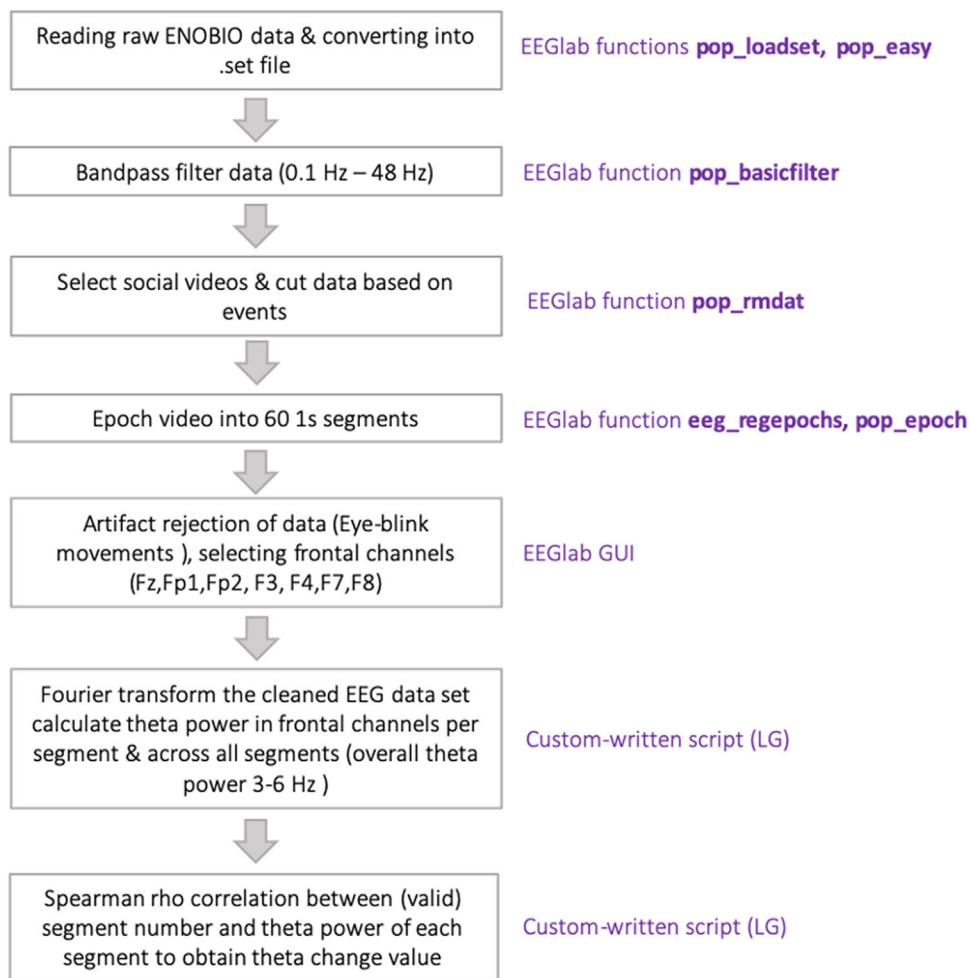 Reading raw ENOBIO data & converting into
.set file
EEGlab functions pop_loadset, pop_easy
Bandpass filter data (0.1 Hz – 48 Hz)
EEGlab function pop_basicfilter
Select social videos & cut data based on
events
EEGlab function pop_rmdat
Epoch video into 60 1s segments
EEGlab function eeg_regepochs, pop_epoch
Artifact rejection of data (Eye-blink
movements ), selecting frontal channels
(Fz,Fp1,Fp2, F3, F4,F7,F8)
EEGlab GUI
Fourier transform the cleaned EEG data set
calculate theta power in frontal channels per
segment & across all segments (overall theta
power 3-6 Hz )
Custom-written script (LG)
Spearman rho correlation between (valid)
segment number and theta power of each
segment to obtain theta change value
Custom-written script (LG)